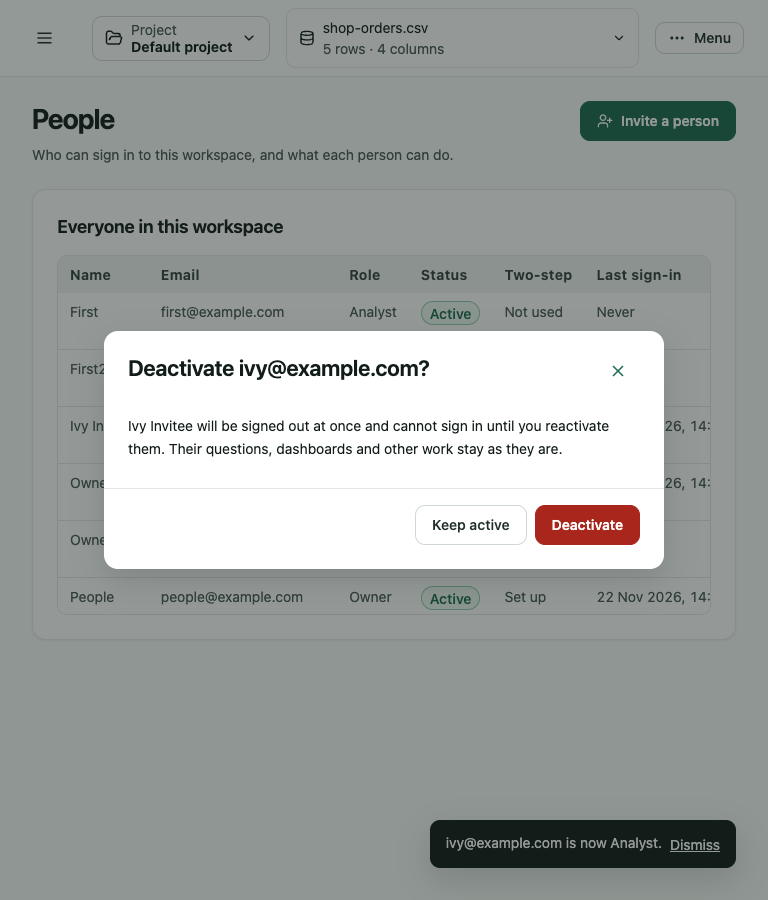 Project
Default project
shop-orders.csv
5 rows · 4 columns
Menu
People
Invite a person
Who can sign in to this workspace, and what each person can do.
Everyone in this workspace
Name Email Role Status Two-step Last sign-in
First first@example.com Analyst Active Not used Never
First2
Deactivate ivy@example.com?
Ivy Invitee will be signed out at once and cannot sign in until you reactivate
them. Their questions, dashboards and other work stay as they are.
Keep active Deactivate
People people@example.com Owner Active Set up 22 Nov 2026, 14:
ivy@example.com is now Analyst. Dismiss